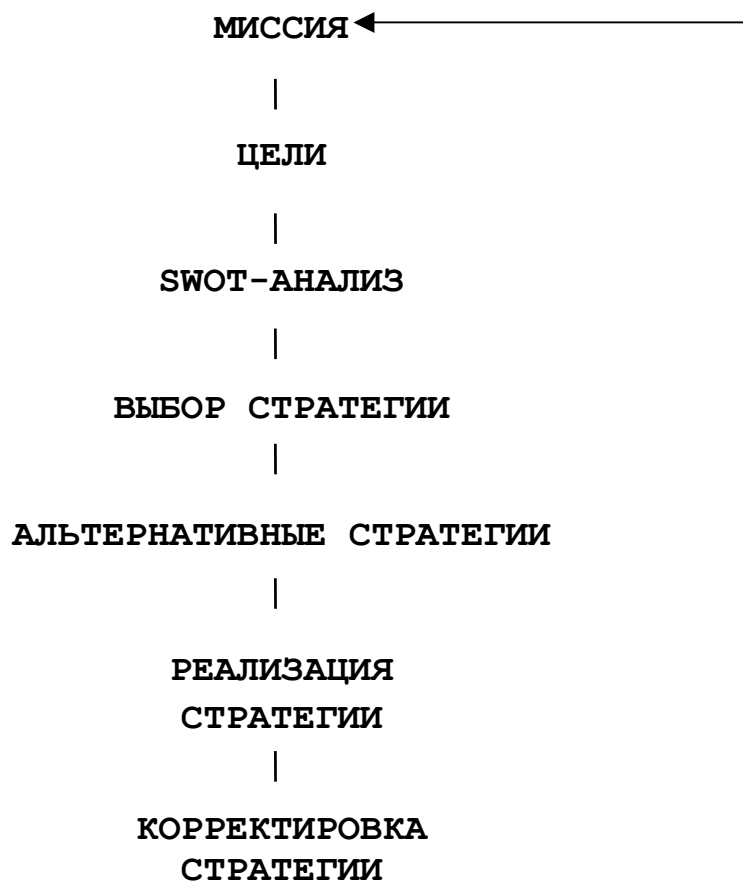 МИССИЯ
|
ЦЕЛИ
|
SWOT-АНАЛИЗ
|
ВЫБОР СТРАТЕГИИ
|
АЛЬТЕРНАТИВНЫЕ СТРАТЕГИИ
|
РЕАЛИЗАЦИЯ
СТРАТЕГИИ
|
КОРРЕКТИРОВКА
СТРАТЕГИИ